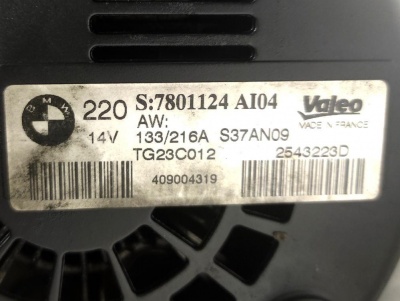 BMW 220 S:7801124 AI04 Valeo
AW:
14V 133/216A S37AN09 MADE IN FRANCE
TG23C012 2543223D
409004319